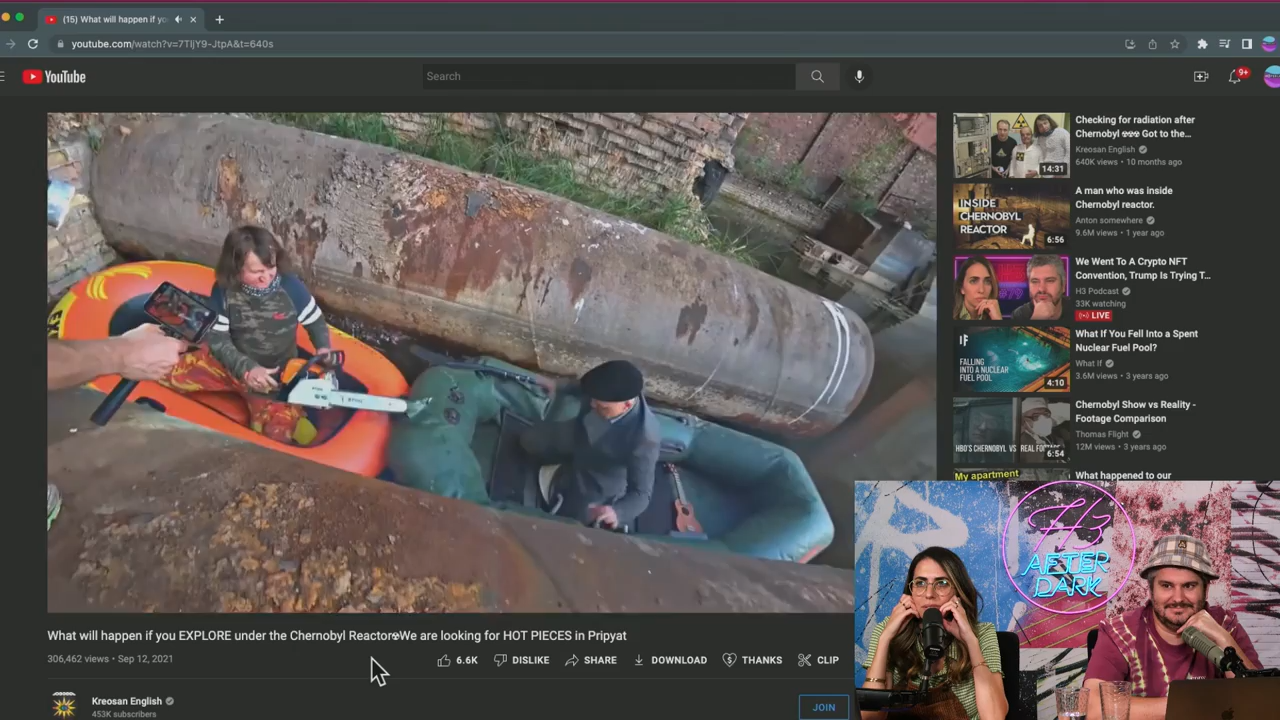 (15) What will happen if you
youtube.com/watch?v=7TIjY9-JtpA&t=640s
YouTube
Search
9+
Checking for radiation after
Chernobyl ☢☢☢ Got to the...
Kreosan English
640K views • 10 months ago
14:31
A man who was inside
Chernobyl reactor.
Anton somewhere
9.6M views • 1 year ago
INSIDE
CHERNOBYL
REACTOR
6:56
We Went To A Crypto NFT
Convention, Trump Is Trying T...
H3 Podcast
33K watching
LIVE
#79
What If You Fell Into a Spent
Nuclear Fuel Pool?
What If
3.6M views • 3 years ago
IF
FALLING
INTO A NUCLEAR
FUEL POOL
4:10
Chernobyl Show vs Reality -
Footage Comparison
Thomas Flight
12M views • 3 years ago
HBO'S CHERNOBYL VS REAL
6:54
My apartment
What happened to our
H3
AFTER
DARK
What will happen if you EXPLORE under the Chernobyl Reactor☢We are looking for HOT PIECES in Pripyat
306,462 views • Sep 12, 2021
6.6K DISLIKE SHARE DOWNLOAD THANKS CLIP
Kreosan English
453K subscribers
JOIN